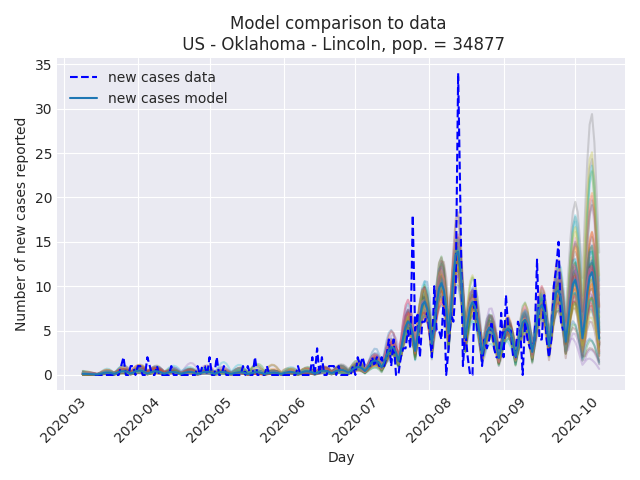 Model comparison to data
US - Oklahoma - Lincoln, pop. = 34877
new cases data
new cases model
Number of new cases reported
35
30
25
20
15
10
5
0
2020-03
2020-04
2020-05
2020-06
2020-07
2020-08
2020-09
2020-10
Day